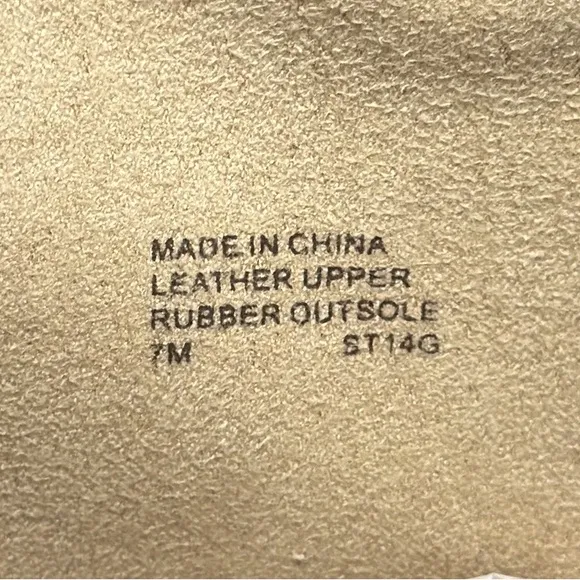 MADE IN CHINA
LEATHER UPPER
RUBBER OUTSOLE
7M ST14G